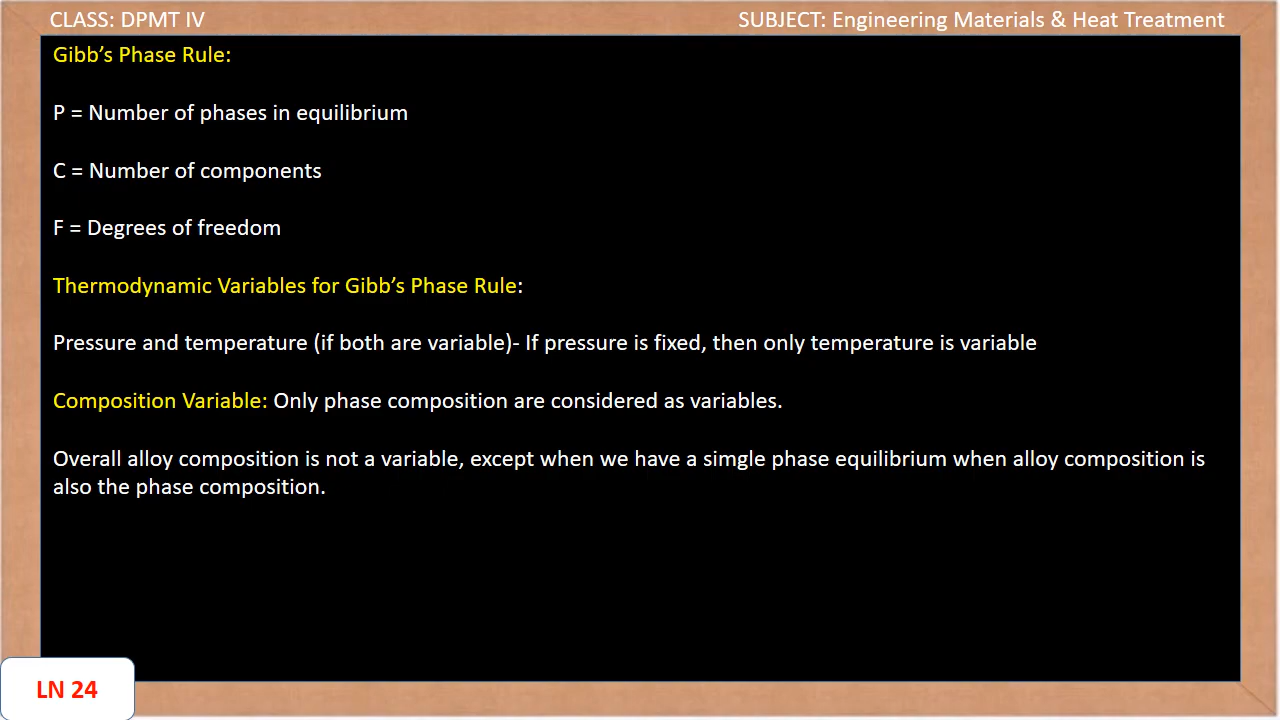 CLASS: DPMT IV
SUBJECT: Engineering Materials & Heat Treatment
Gibb’s Phase Rule:
P = Number of phases in equilibrium
C = Number of components
F = Degrees of freedom
Thermodynamic Variables for Gibb’s Phase Rule:
Pressure and temperature (if both are variable)- If pressure is fixed, then only temperature is variable
Composition Variable: Only phase composition are considered as variables.
Overall alloy composition is not a variable, except when we have a simgle phase equilibrium when alloy composition is
also the phase composition.
LN 24